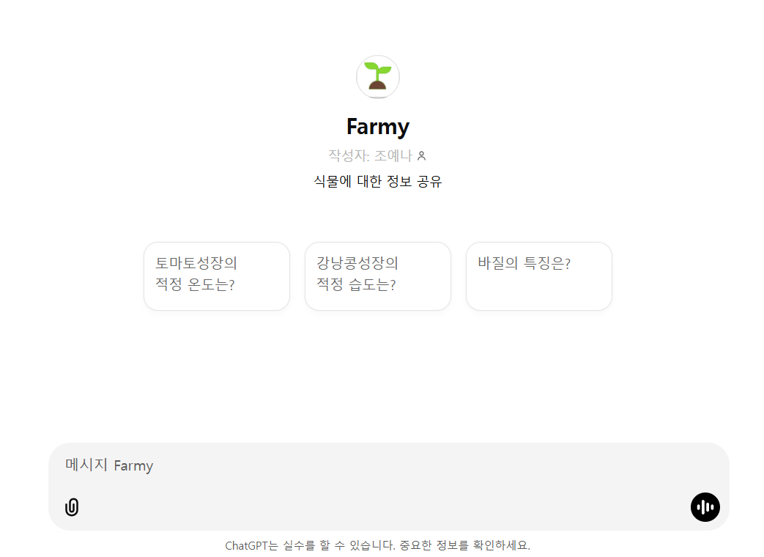 Farmy
작성자: 조예나
식물에 대한 정보 공유
토마토성장의
적정 온도는?
강낭콩성장의
적정 습도는?
바질의 특징은?
메시지 Farmy
ChatGPT는 실수를 할 수 있습니다. 중요한 정보를 확인하세요.